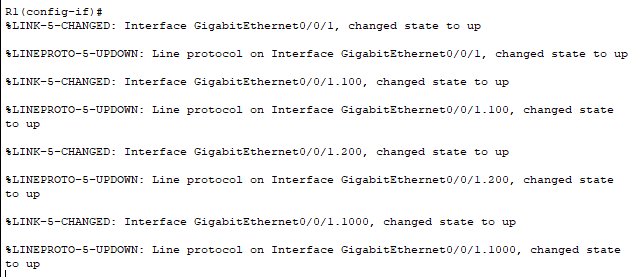 R1(config-if)#
%LINK-5-CHANGED: Interface GigabitEthernet0/0/1, changed state to up
%LINEPROTO-5-UPDOWN: Line protocol on Interface GigabitEthernet0/0/1, changed state to up
%LINK-5-CHANGED: Interface GigabitEthernet0/0/1.100, changed state to up
%LINEPROTO-5-UPDOWN: Line protocol on Interface GigabitEthernet0/0/1.100, changed state
to up
%LINK-5-CHANGED: Interface GigabitEthernet0/0/1.200, changed state to up
%LINEPROTO-5-UPDOWN: Line protocol on Interface GigabitEthernet0/0/1.200, changed state
to up
%LINK-5-CHANGED: Interface GigabitEthernet0/0/1.1000, changed state to up
%LINEPROTO-5-UPDOWN: Line protocol on Interface GigabitEthernet0/0/1.1000, changed state
to up